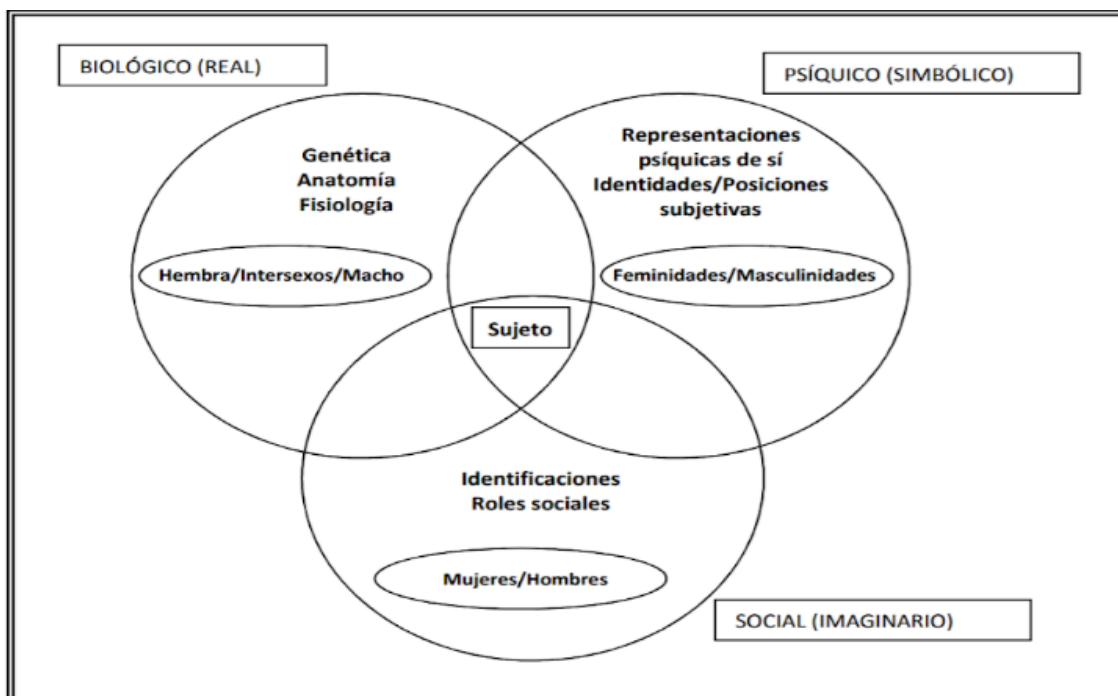 BIOLÓGICO (REAL)
PSÍQUICO (SIMBÓLICO)
Genética
Anatomía
Fisiología
Hembra/Intersexos/Macho
Representaciones
psíquicas de sí
Identidades/Posiciones
subjetivas
Feminidades/Masculinidades
Sujeto
Identificaciones
Roles sociales
Mujeres/Hombres
SOCIAL (IMAGINARIO)